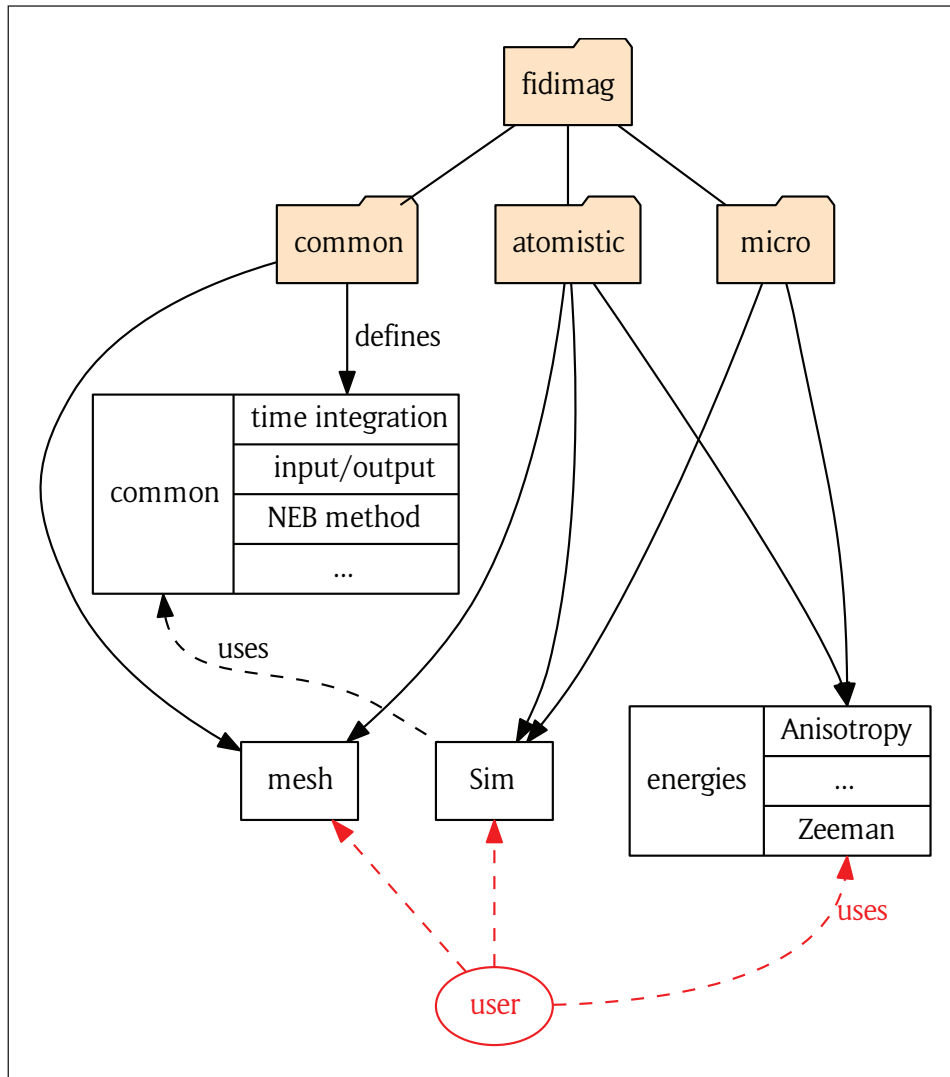 fidimag
common
atomistic
micro
defines
common
time integration
input/output
NEB method
...
uses
mesh
Sim
energies
Anisotropy
...
Zeeman
uses
user